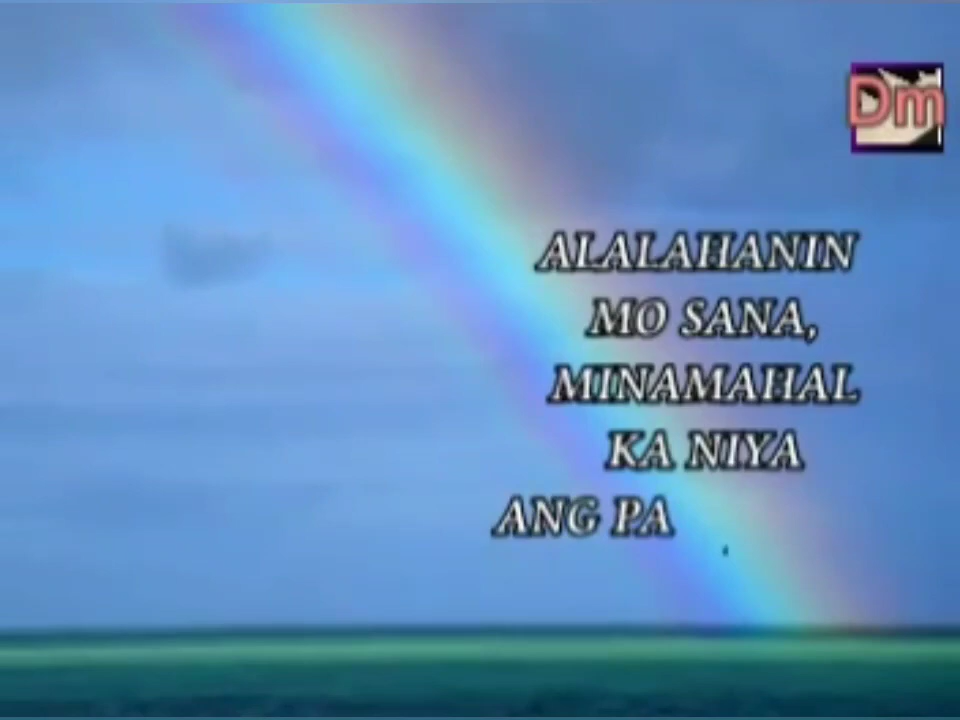 Dm
ALALAHANIN
MO SANA,
MINAMAHAL
KA NIYA
ANG PA